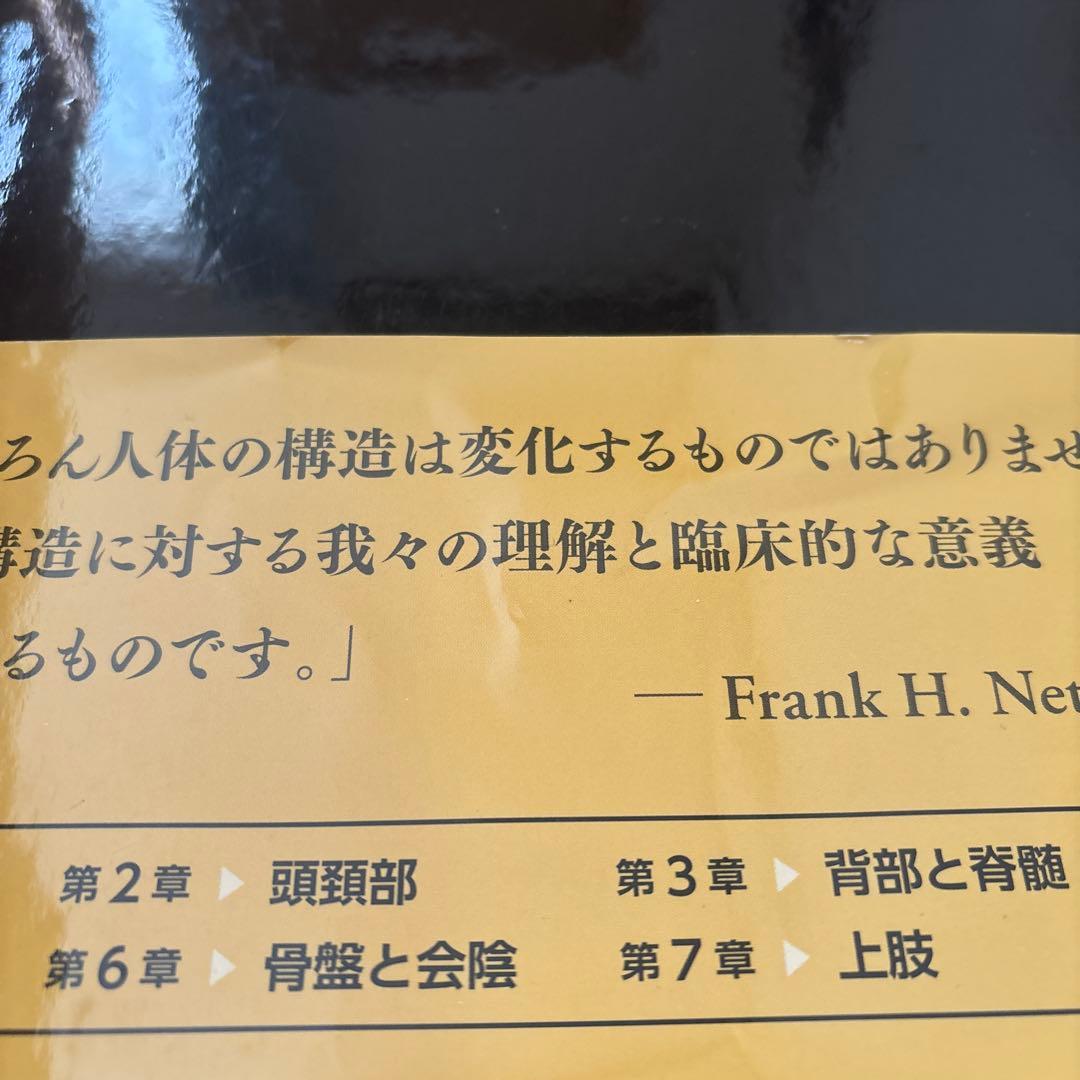 ろん人体の構造は変化するものではありませ
構造に対する我々の理解と臨床的な意義
るものです。」
— Frank H. Net
第2章 ▶ 頭頚部 第3章 ▶ 背部と脊髄
第6章 ▶ 骨盤と会陰 第7章 ▶ 上肢